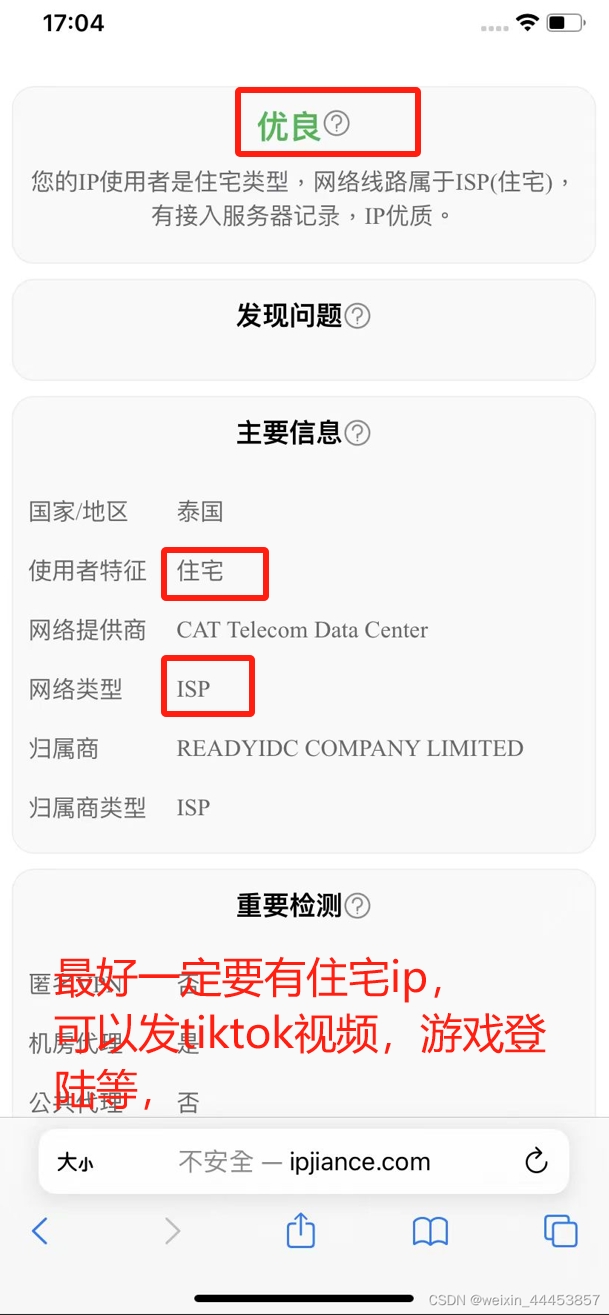 17:04
优良?
您的IP使用者是住宅类型，网络线路属于ISP(住宅)，
有接入服务器记录，IP优质。
发现问题?
主要信息?
国家/地区 泰国
使用者特征 住宅
网络提供商 CAT Telecom Data Center
网络类型 ISP
归属商 READYIDC COMPANY LIMITED
归属商类型 ISP
重要检测?
匿名VPN 否
最好一定要有住宅ip，
机房代理 是
可以发tiktok视频，游戏登
公共代理 否
陆等，
大小 不安全 — ipjiance.com
CSDN @weixin_44453857